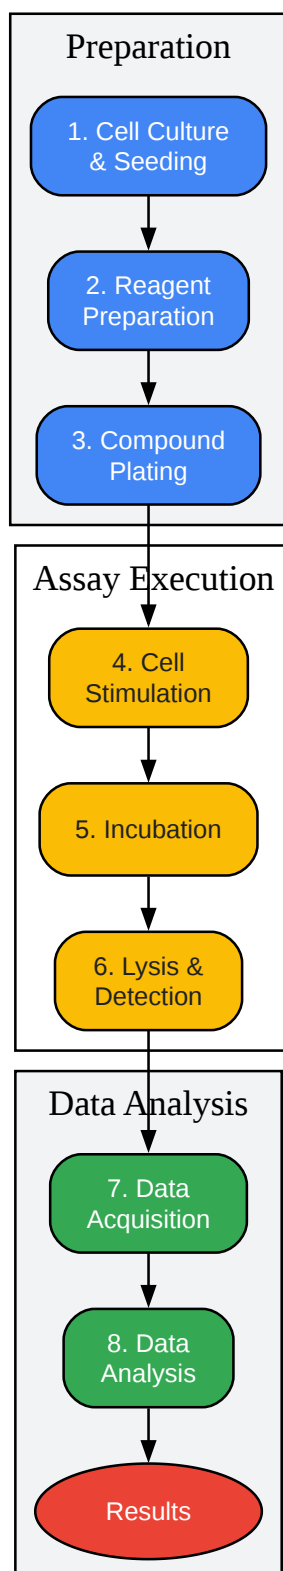 Preparation
1. Cell Culture
& Seeding
2. Reagent
Preparation
3. Compound
Plating
Assay Execution
4. Cell
Stimulation
5. Incubation
6. Lysis &
Detection
Data Analysis
7. Data
Acquisition
8. Data
Analysis
Results